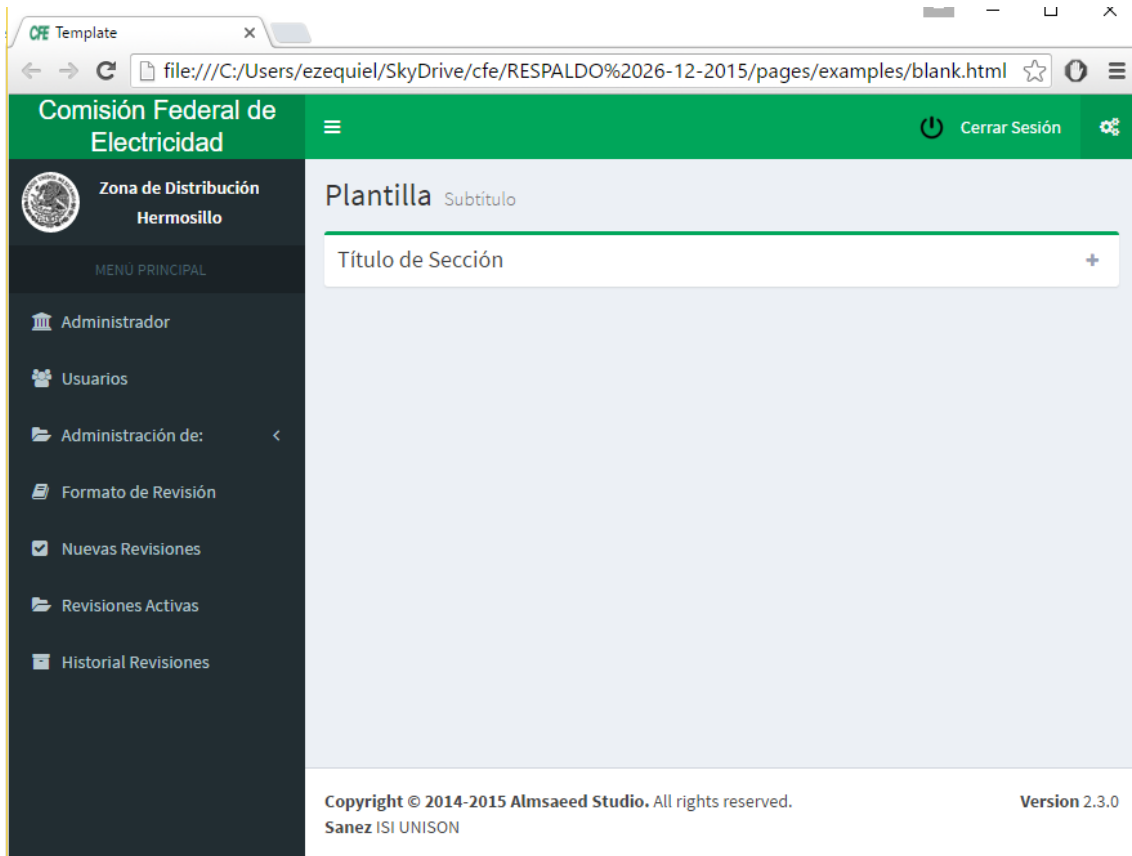 CFE Template
file:///C:/Users/ezequiel/SkyDrive/cfe/RESPALDO%2026-12-2015/pages/examples/blank.html
Comisión Federal de
Electricidad
Cerrar Sesión
Zona de Distribución
Hermosillo
Plantilla Subtítulo
MENÚ PRINCIPAL
Título de Sección
Administrador
Usuarios
Administración de:
Formato de Revisión
Nuevas Revisiones
Revisiones Activas
Historial Revisiones
Copyright © 2014-2015 Almsaeed Studio. All rights reserved.
Version 2.3.0
Sanez ISI UNISON